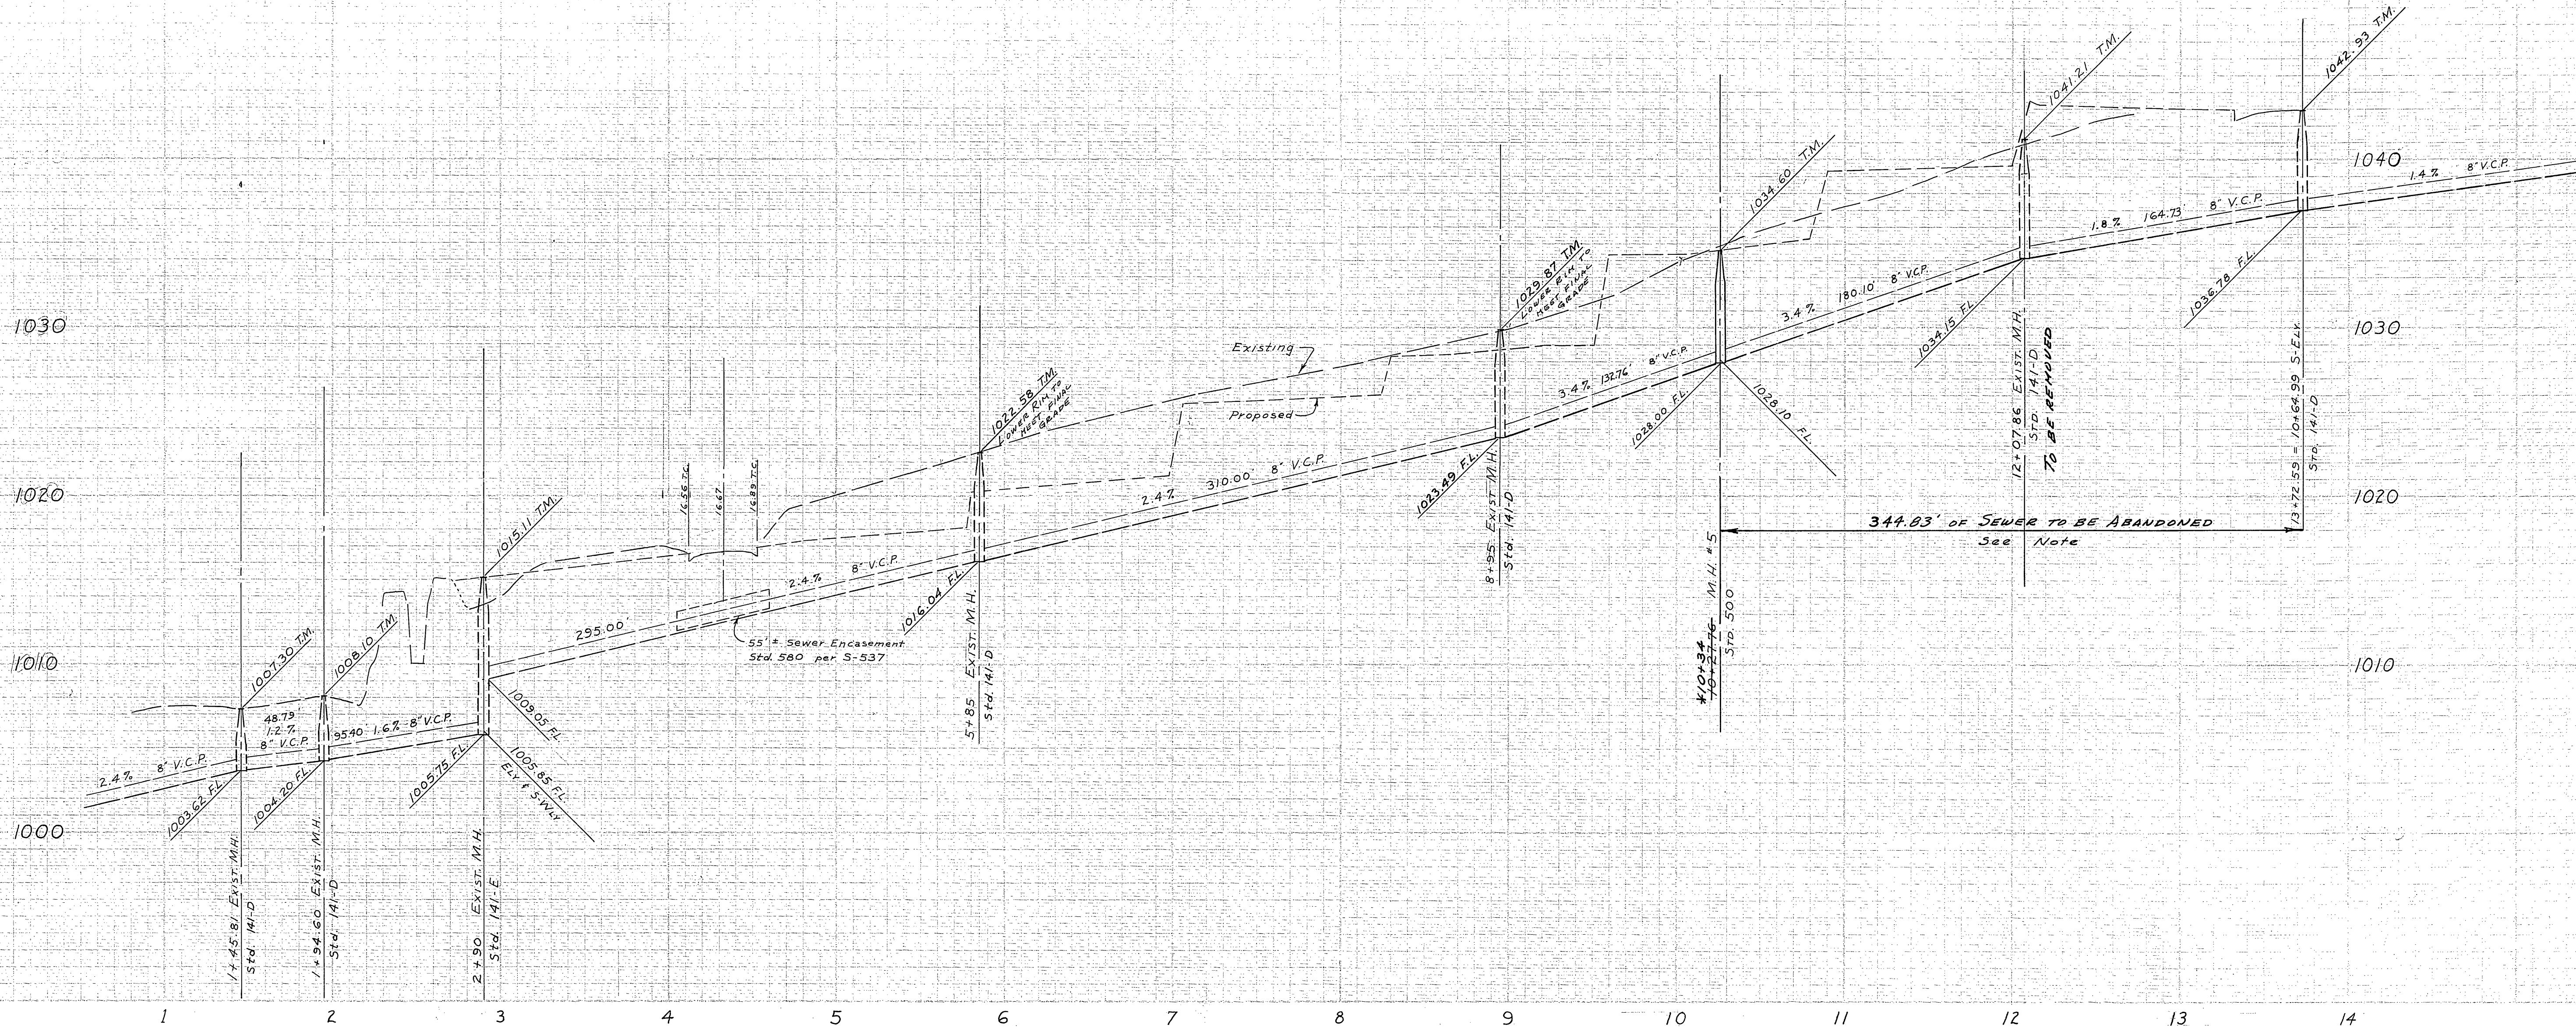 1042.93 T.M.
1041.21 T.M.
1034.60 T.M.
1029.87 T.M.
LOWER RIM TO
MEET FINAL
GRADE
1022.58 T.M.
LOWER RIM TO
MEET FINAL
GRADE
1015.11 T.M.
1008.10 T.M.
1007.30 T.M.
1040
1030
1020
1010
1000
1040
1030
1020
1010
Existing
Proposed
16.56 T.C.
16.67
16.89 T.C.
2.4% 8" V.C.P.
48.79'
1.2%
8" V.C.P.
95.40' 1.6% 8" V.C.P.
295.00' 2.4% 8" V.C.P.
2.4% 310.00' 8" V.C.P.
3.4% 132.76' 8" V.C.P.
3.4% 180.10' 8" V.C.P.
1.8% 164.73' 8" V.C.P.
1.4% 8" V.C.P.
55' ± Sewer Encasement
Std. 580 per S-537
1003.62 F.L.
1004.20 F.L.
1005.75 F.L.
1009.05 F.L.
1005.85 F.L.
ELY & S.WLY
1016.04 F.L.
1023.49 F.L.
1028.00 F.L.
1028.10 F.L.
1034.15 F.L.
1036.78 F.L.
1+45.81 EXIST. M.H.
Std. 141-D
1+94.60 EXIST. M.H.
Std. 141-D
2+90 EXIST. M.H.
Std. 141-E
5+85 EXIST. M.H.
Std. 141-D
8+95 EXIST M.H.
Std. 141-D
*10+34
10+27.76 M.H. #5
STD. 500
12+07.86 EXIST. M.H.
STD. 141-D
TO BE REMOVED
13+72.59 = 10+64.99 S-ELY.
STD. 141-D
344.83' OF SEWER TO BE ABANDONED
See Note
1 2 3 4 5 6 7 8 9 10 11 12 13 14